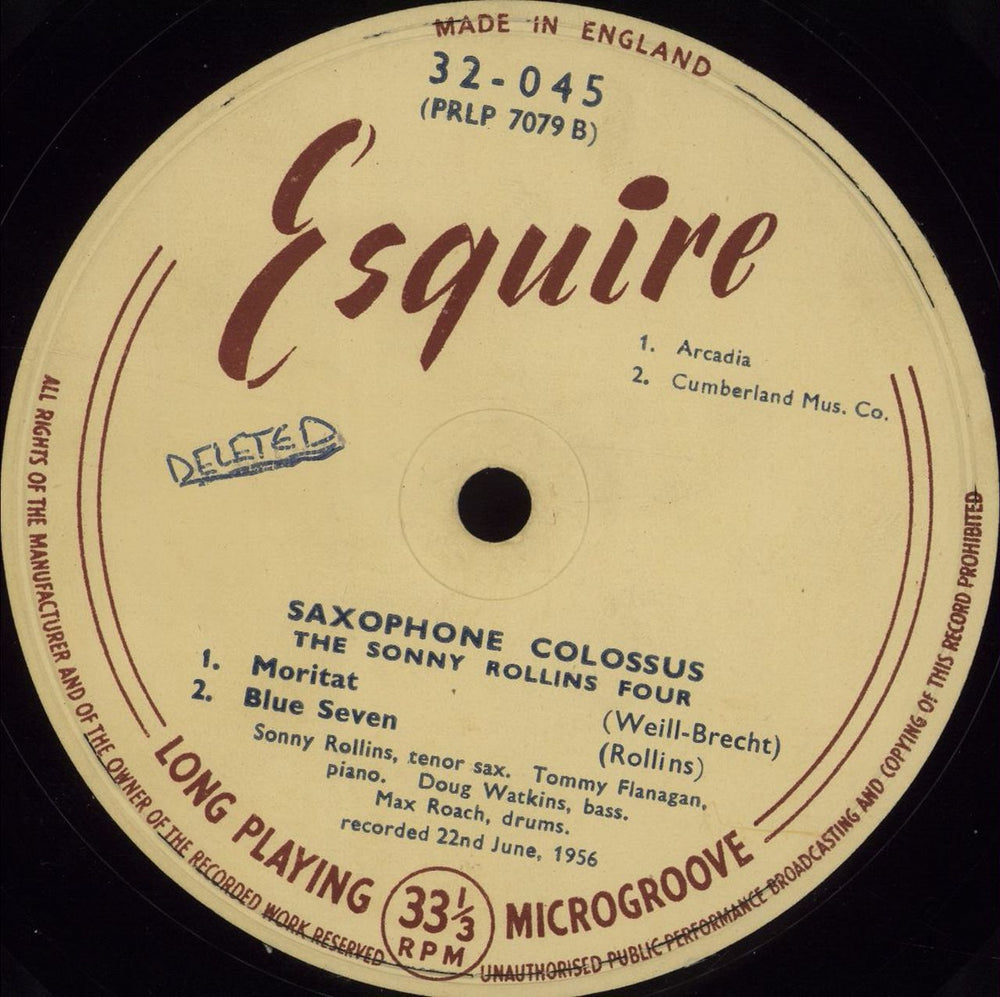 MADE IN ENGLAND
32-045
(PRLP 7079 B)
Esquire
1. Arcadia
2. Cumberland Mus. Co.
DELETED
SAXOPHONE COLOSSUS
THE SONNY ROLLINS FOUR
1. Moritat (Weill-Brecht)
2. Blue Seven (Rollins)
Sonny Rollins, tenor sax. Tommy Flanagan,
piano. Doug Watkins, bass.
Max Roach, drums.
recorded 22nd June, 1956
LONG PLAYING 33⅓ RPM MICROGROOVE
ALL RIGHTS OF THE MANUFACTURER AND OF THE OWNER OF THE RECORDED WORK RESERVED
UNAUTHORISED PUBLIC PERFORMANCE BROADCASTING AND COPYING OF THIS RECORD PROHIBITED